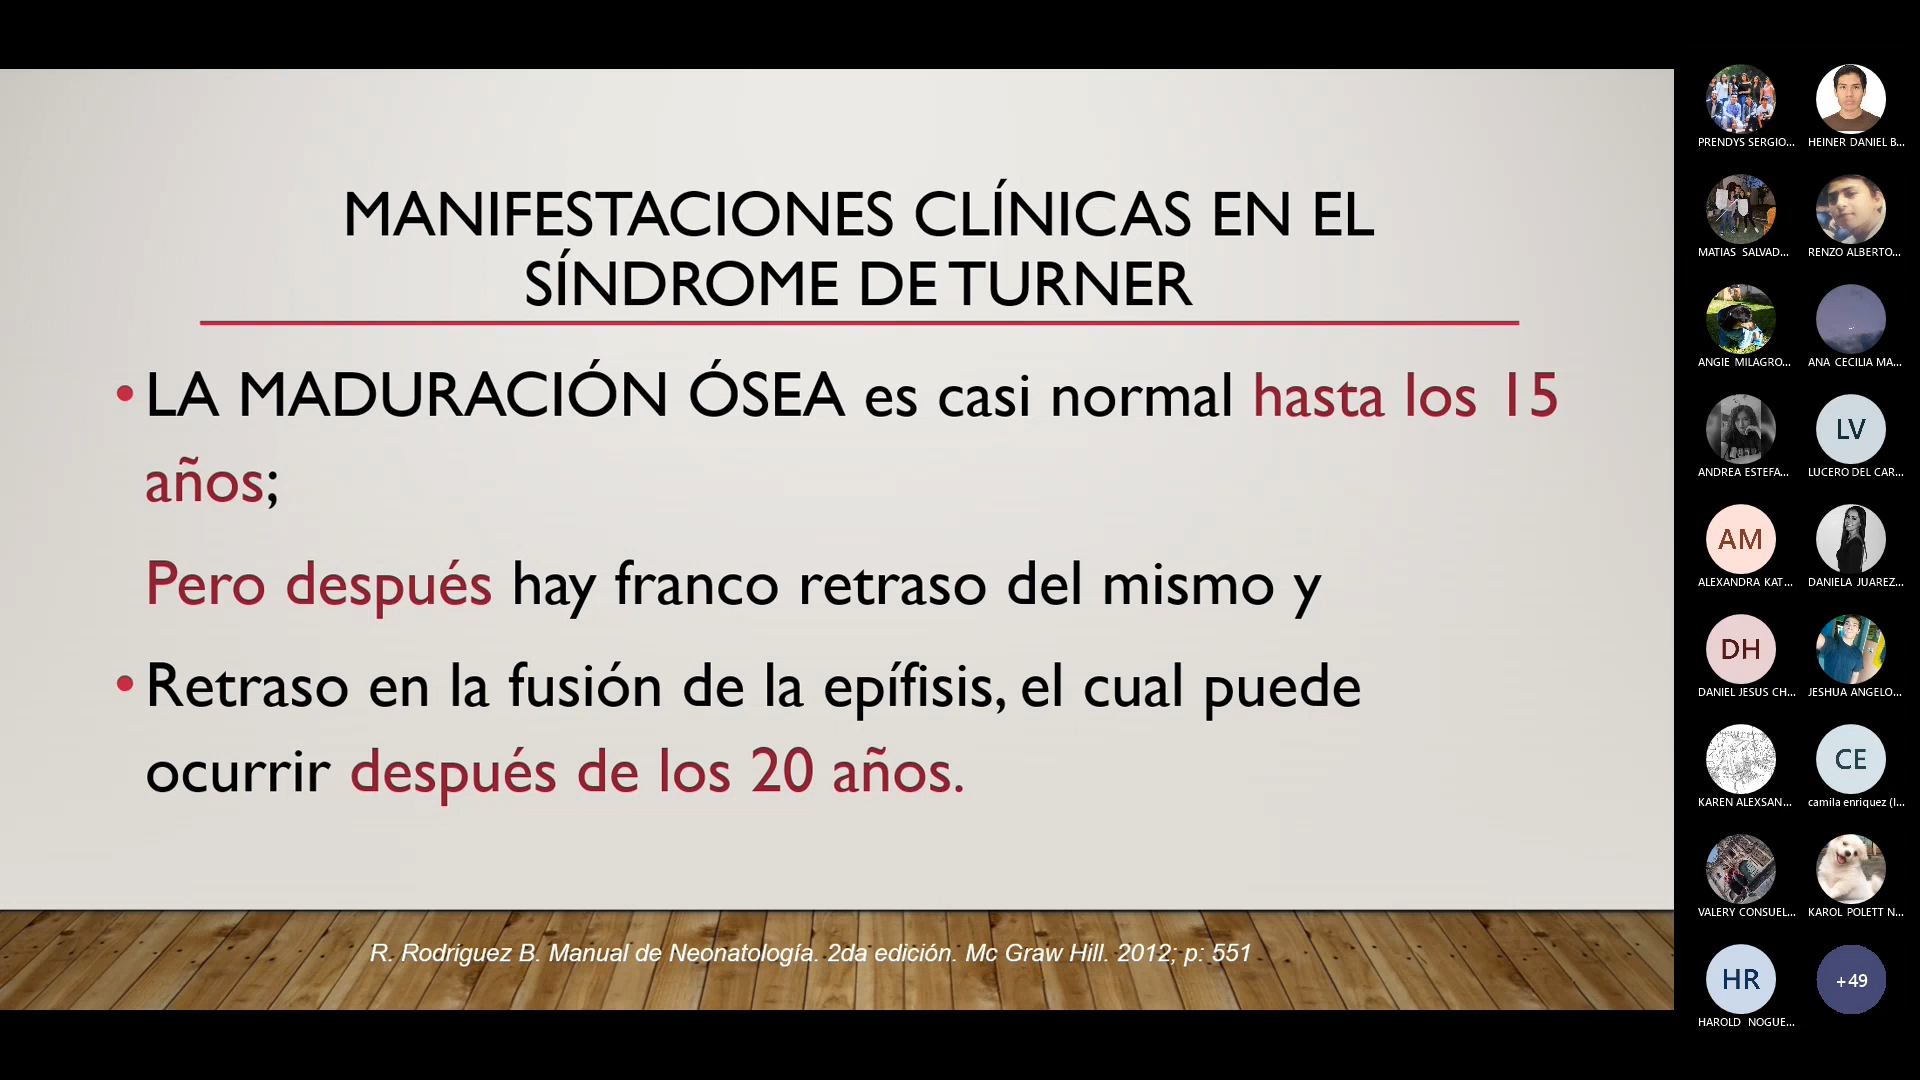 MANIFESTACIONES CLÍNICAS EN EL
SÍNDROME DE TURNER
• LA MADURACIÓN ÓSEA es casi normal hasta los 15
años;
Pero después hay franco retraso del mismo y
• Retraso en la fusión de la epífisis, el cual puede
ocurrir después de los 20 años.
R. Rodríguez B. Manual de Neonatología. 2da edición. Mc Graw Hill. 2012; p: 551
PRENDYS SERGIO...
HEINER DANIEL B...
MATIAS SALVAD...
RENZO ALBERTO...
ANGIE MILAGRO...
ANA CECILIA MA...
ANDREA ESTEFA...
LV
LUCERO DEL CAR...
AM
ALEXANDRA KAT...
DANIELA JUAREZ...
DH
DANIEL JESUS CH...
JESHUA ANGELO...
KAREN ALEXSAN...
CE
camila enriquez (I...
VALERY CONSUEL...
KAROL POLETT N...
HR
HAROLD NOGUE...
+49